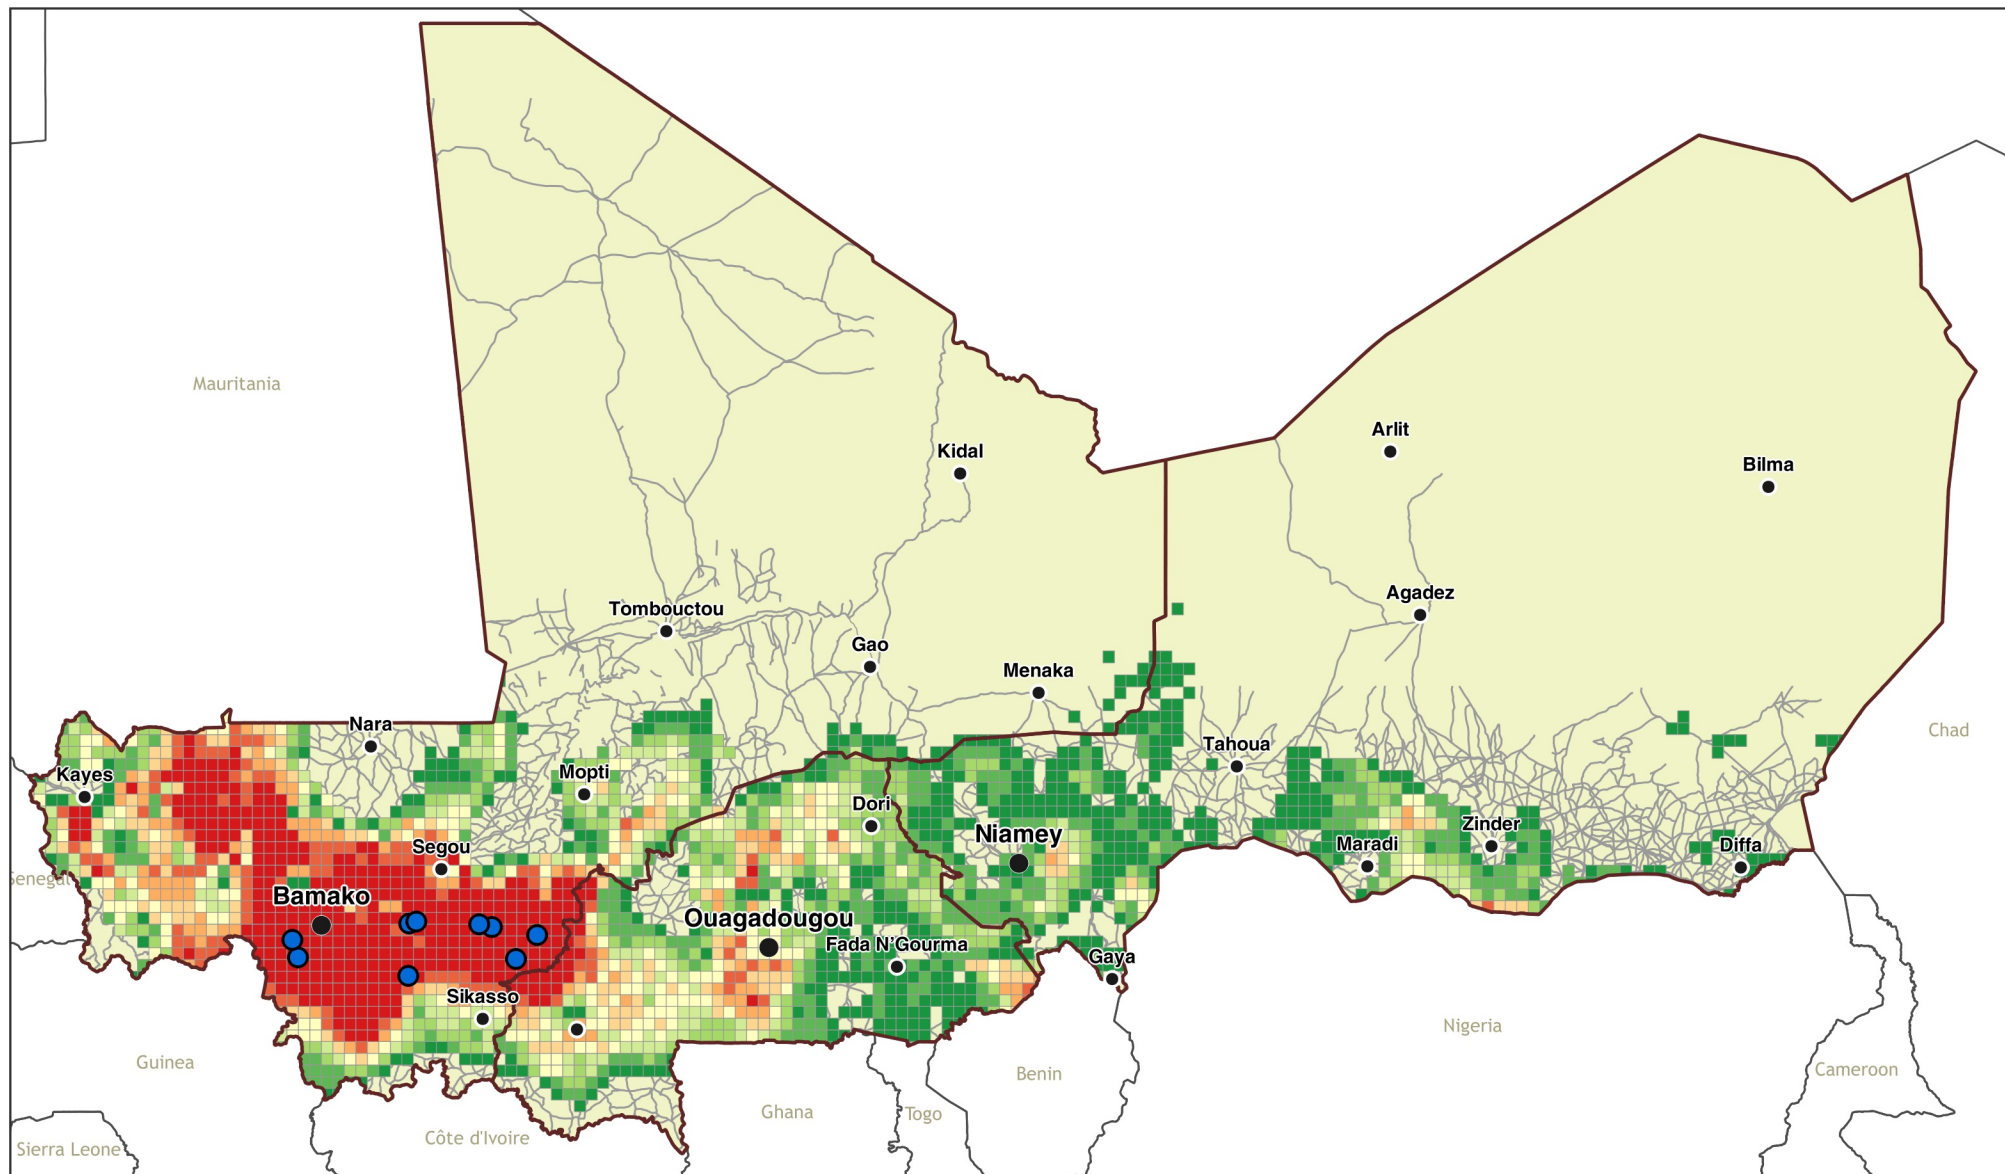 Mauritania
Arlit
Kidal
Bilma
Agadez
Tombouctou
Gao
Menaka
Nara
Chad
Tahoua
Kayes
Mopti
Dori
Zinder
Niamey
Segou
Maradi
Diffa
Senegal
Bamako
Ouagadougou
Fada N'Gourma
Gaya
Sikasso
Nigeria
Guinea
Benin
Cameroon
Ghana
Togo
Côte d'Ivoire
Sierra Leone